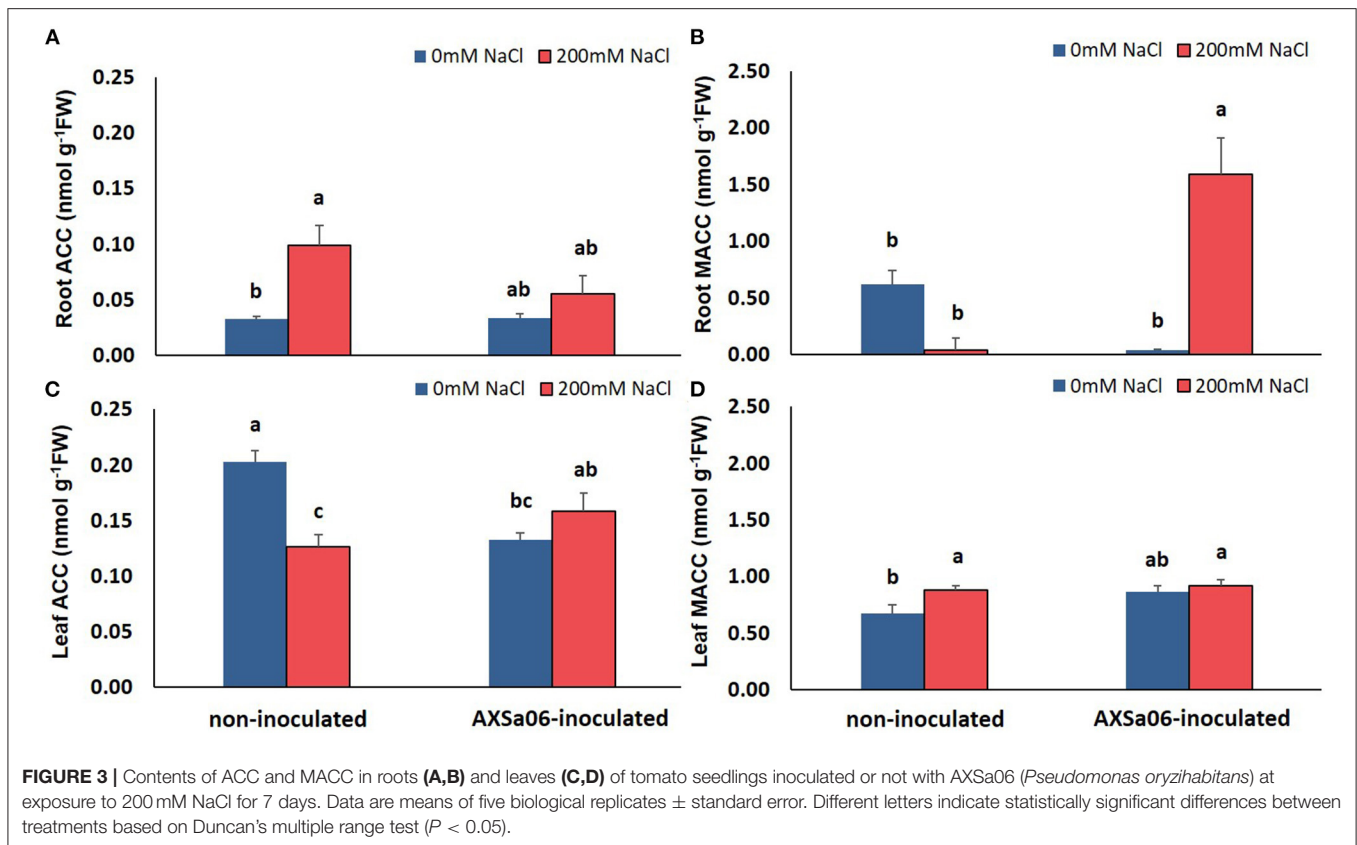 A
0mM NaCl 200mM NaCl
Root ACC (nmol g-1FW)
0.25
0.20
0.15
0.10
0.05
0.00
b
a
ab
ab
B
0mM NaCl 200mM NaCl
Root MACC (nmol g-1FW)
2.50
2.00
1.50
1.00
0.50
0.00
b
b
b
a
C
0mM NaCl 200mM NaCl
Leaf ACC (nmol g-1FW)
0.25
0.20
0.15
0.10
0.05
0.00
a
c
bc
ab
non-inoculated AXSa06-inoculated
D
0mM NaCl 200mM NaCl
Leaf MACC (nmol g-1FW)
2.50
2.00
1.50
1.00
0.50
0.00
b
a
ab
a
non-inoculated AXSa06-inoculated
FIGURE 3 | Contents of ACC and MACC in roots (A,B) and leaves (C,D) of tomato seedlings inoculated or not with AXSa06 (Pseudomonas oryzihabitans) at
exposure to 200 mM NaCl for 7 days. Data are means of five biological replicates ± standard error. Different letters indicate statistically significant differences between
treatments based on Duncan's multiple range test (P < 0.05).